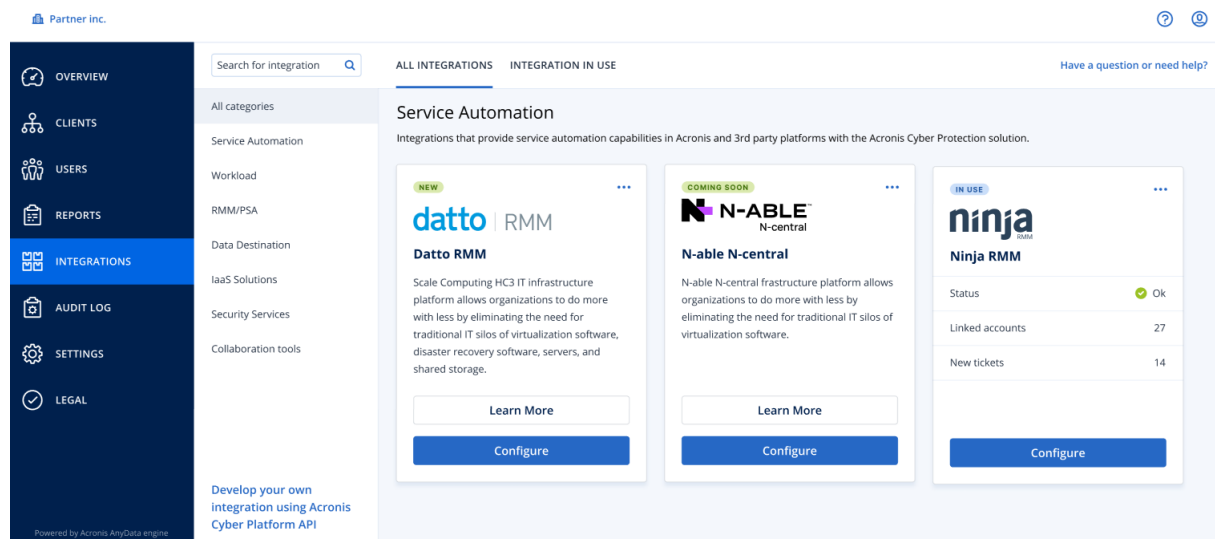 Partner inc.
OVERVIEW
CLIENTS
USERS
REPORTS
INTEGRATIONS
AUDIT LOG
SETTINGS
LEGAL
Powered by Acronis AnyData engine
Search for integration
All categories
Service Automation
Workload
RMM/PSA
Data Destination
IaaS Solutions
Security Services
Collaboration tools
Develop your own
integration using Acronis
Cyber Platform API
ALL INTEGRATIONS INTEGRATION IN USE
Have a question or need help?
Service Automation
Integrations that provide service automation capabilities in Acronis and 3rd party platforms with the Acronis Cyber Protection solution.
NEW
datto RMM
Datto RMM
Scale Computing HC3 IT infrastructure
platform allows organizations to do more
with less by eliminating the need for
traditional IT silos of virtualization software,
disaster recovery software, servers, and
shared storage.
Learn More
Configure
COMING SOON
N-ABLE™
N-central
N-able N-central
N-able N-central frastructure platform allows
organizations to do more with less by
eliminating the need for traditional IT silos of
virtualization software.
Learn More
Configure
IN USE
ninja
RMM
Ninja RMM
Status Ok
Linked accounts 27
New tickets 14
Configure